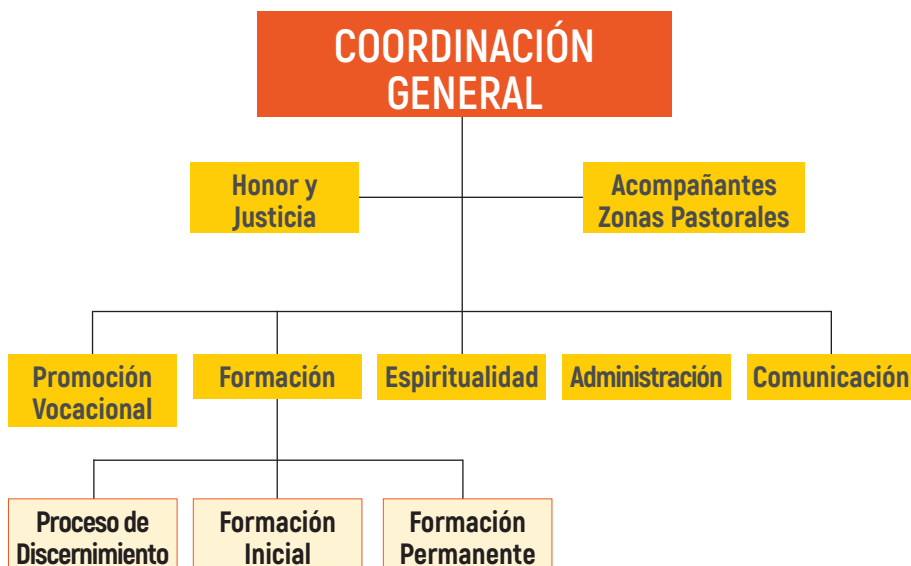 COORDINACIÓN
GENERAL
Honor y
Justicia
Acompañantes
Zonas Pastorales
Promoción
Vocacional
Formación
Espiritualidad
Administración
Comunicación
Proceso de
Discernimiento
Formación
Inicial
Formación
Permanente